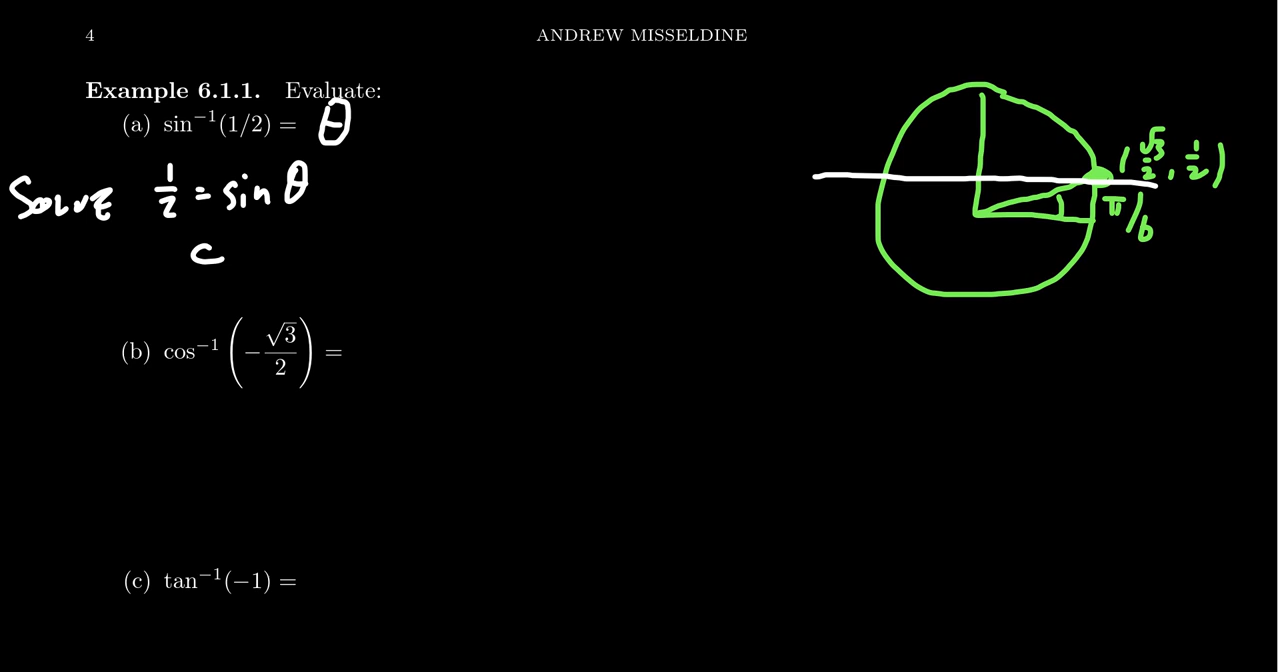 4 ANDREW MISSELDINE
Example 6.1.1. Evaluate:
(a) sin⁻¹(1/2) = θ
Solve 1/2 = sin θ
c
(√3/2, 1/2)
π/6
(b) cos⁻¹(−√3/2) =
(c) tan⁻¹(−1) =